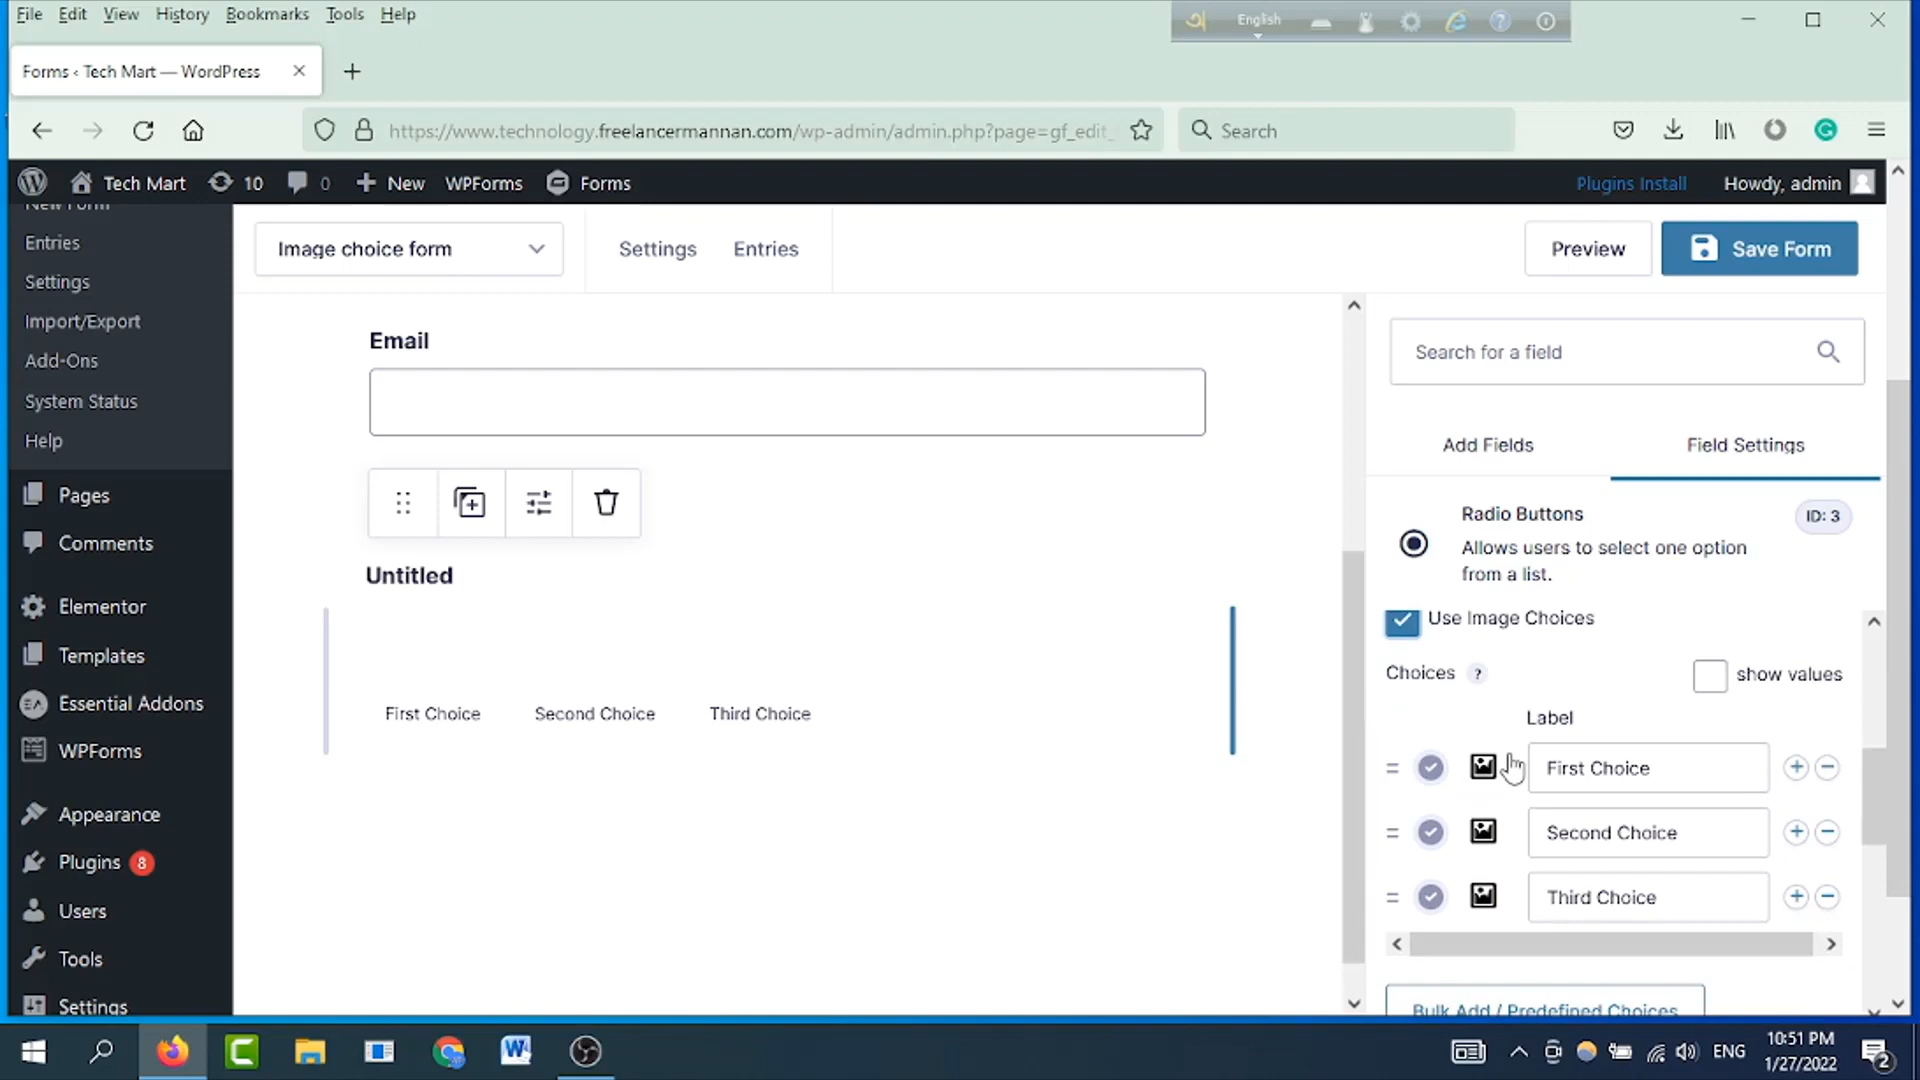 File Edit View History Bookmarks Tools Help
English
Forms ‹ Tech Mart — WordPress
https://www.technology.freelancermannan.com/wp-admin/admin.php?page=gf_edit_
Search
Tech Mart 10 0 New WPForms Forms Plugins Install Howdy, admin
New Form
Entries
Settings
Import/Export
Add-Ons
System Status
Help
Pages
Comments
Elementor
Templates
Essential Addons
WPForms
Appearance
Plugins 8
Users
Tools
Settings
Image choice form
Settings Entries
Preview Save Form
Email
Untitled
First Choice Second Choice Third Choice
Search for a field
Add Fields Field Settings
Radio Buttons ID: 3
Allows users to select one option
from a list.
Use Image Choices
Choices ? show values
Label
First Choice
Second Choice
Third Choice
Bulk Add / Predefined Choices
ENG
10:51 PM
1/27/2022
2